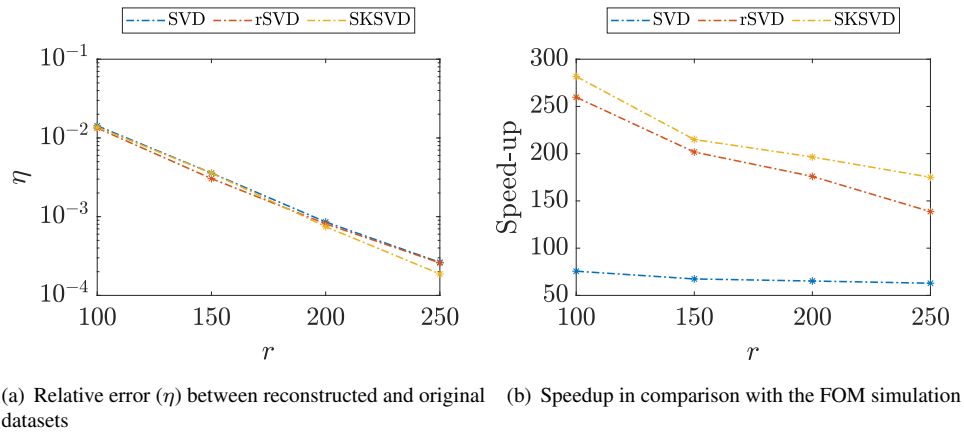 SVD rSVD SKSVD
10⁻¹
10⁻²
10⁻³
10⁻⁴
η
100 150 200 250
r
(a) Relative error (η) between reconstructed and original
datasets
SVD rSVD SKSVD
300
250
200
150
100
50
Speed-up
100 150 200 250
r
(b) Speedup in comparison with the FOM simulation